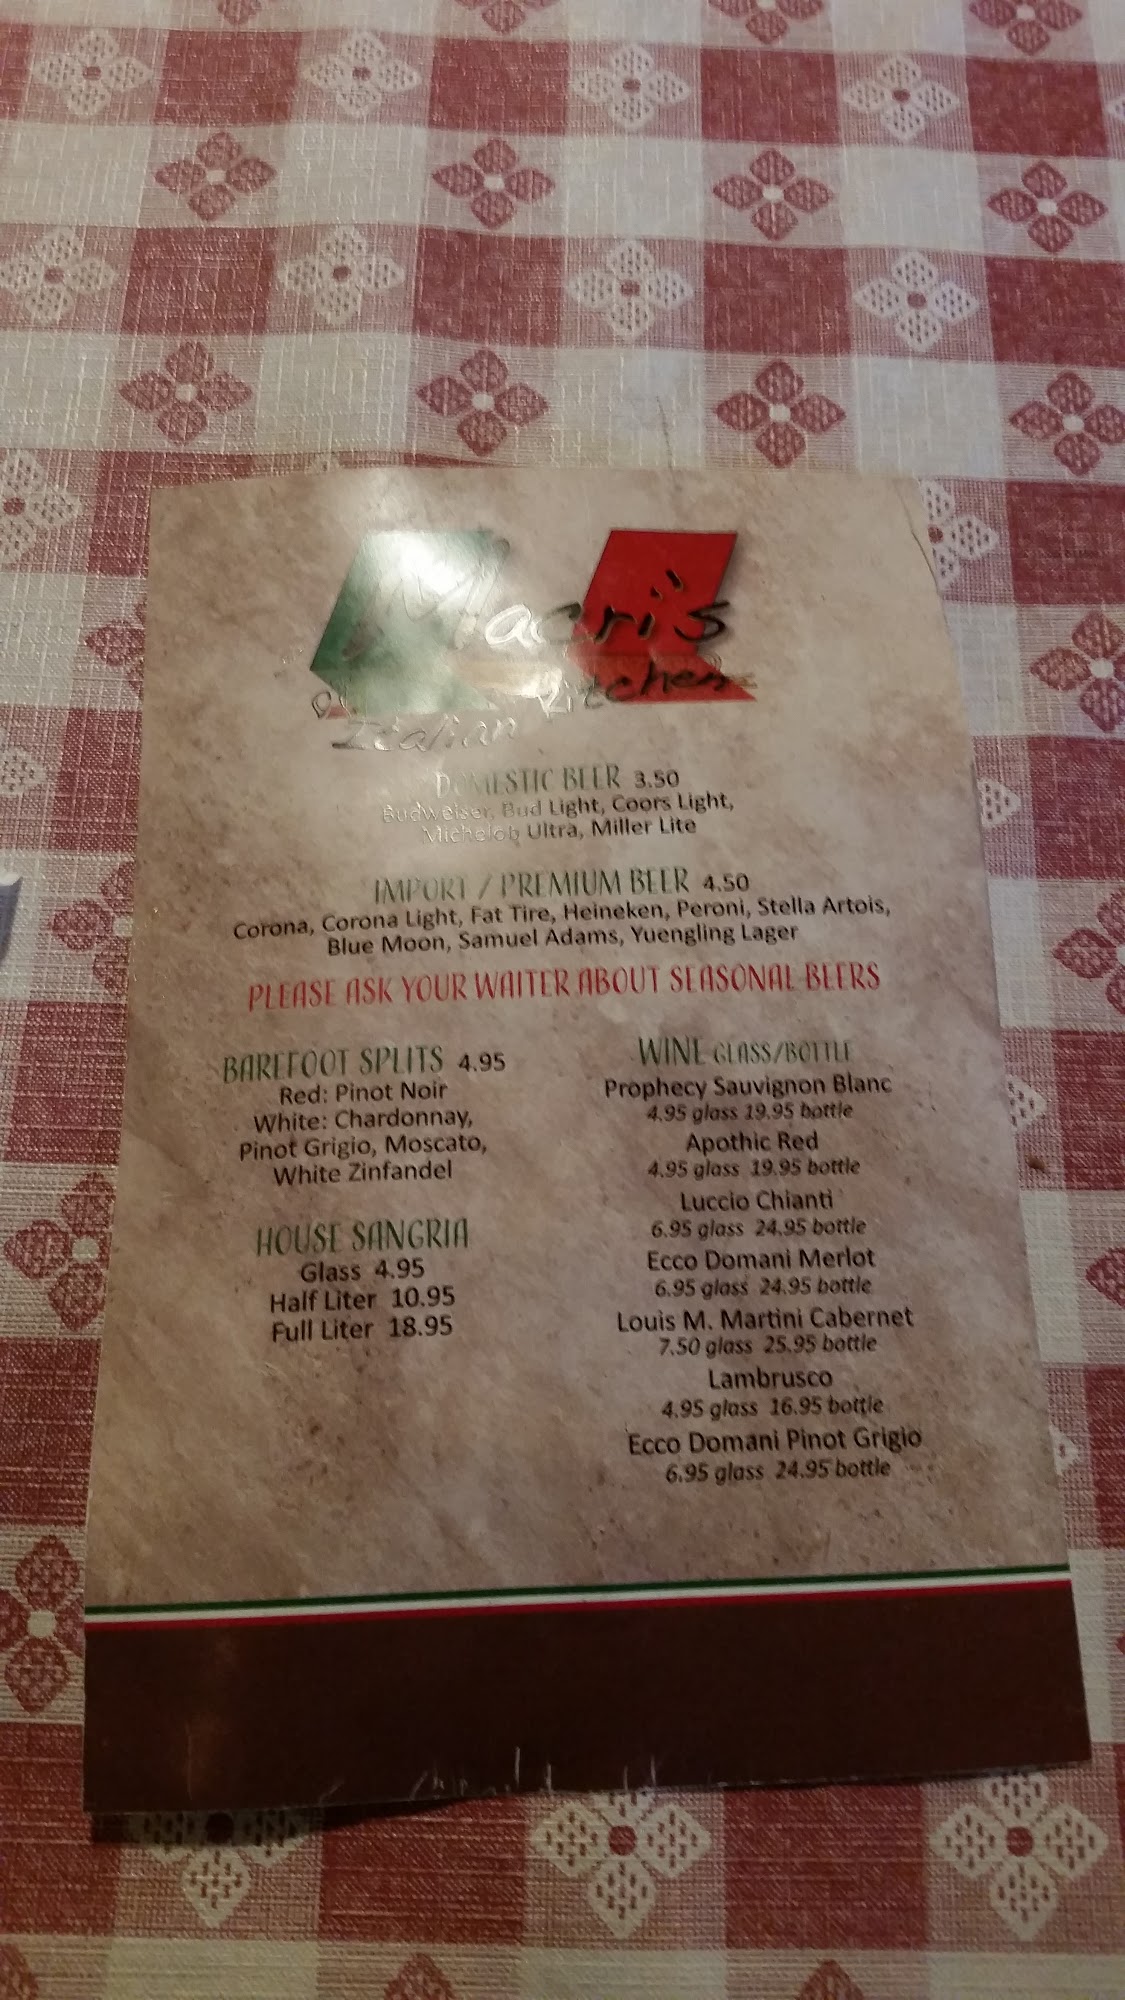 Macri's
Italian Kitchen
DOMESTIC BEER 3.50
Budweiser, Bud Light, Coors Light,
Michelob Ultra, Miller Lite
IMPORT / PREMIUM BEER 4.50
Corona, Corona Light, Fat Tire, Heineken, Peroni, Stella Artois,
Blue Moon, Samuel Adams, Yuengling Lager
PLEASE ASK YOUR WAITER ABOUT SEASONAL BEERS
BAREFOOT SPLITS 4.95
Red: Pinot Noir
White: Chardonnay,
Pinot Grigio, Moscato,
White Zinfandel
HOUSE SANGRIA
Glass 4.95
Half Liter 10.95
Full Liter 18.95
WINE GLASS/BOTTLE
Prophecy Sauvignon Blanc
4.95 glass 19.95 bottle
Apothic Red
4.95 glass 19.95 bottle
Luccio Chianti
6.95 glass 24.95 bottle
Ecco Domani Merlot
6.95 glass 24.95 bottle
Louis M. Martini Cabernet
7.50 glass 25.95 bottle
Lambrusco
4.95 glass 16.95 bottle
Ecco Domani Pinot Grigio
6.95 glass 24.95 bottle